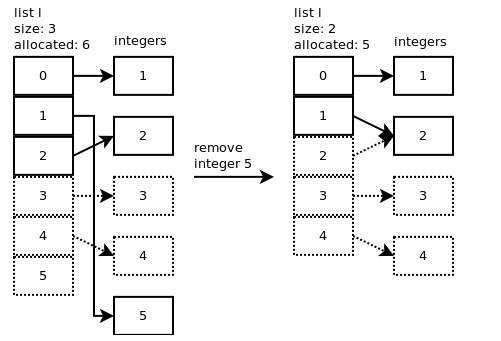 list l
size: 3
allocated: 6
integers
0
1
2
3
4
5
1
2
3
4
5
remove
integer 5
list l
size: 2
allocated: 5
integers
0
1
2
3
4
1
2
3
4